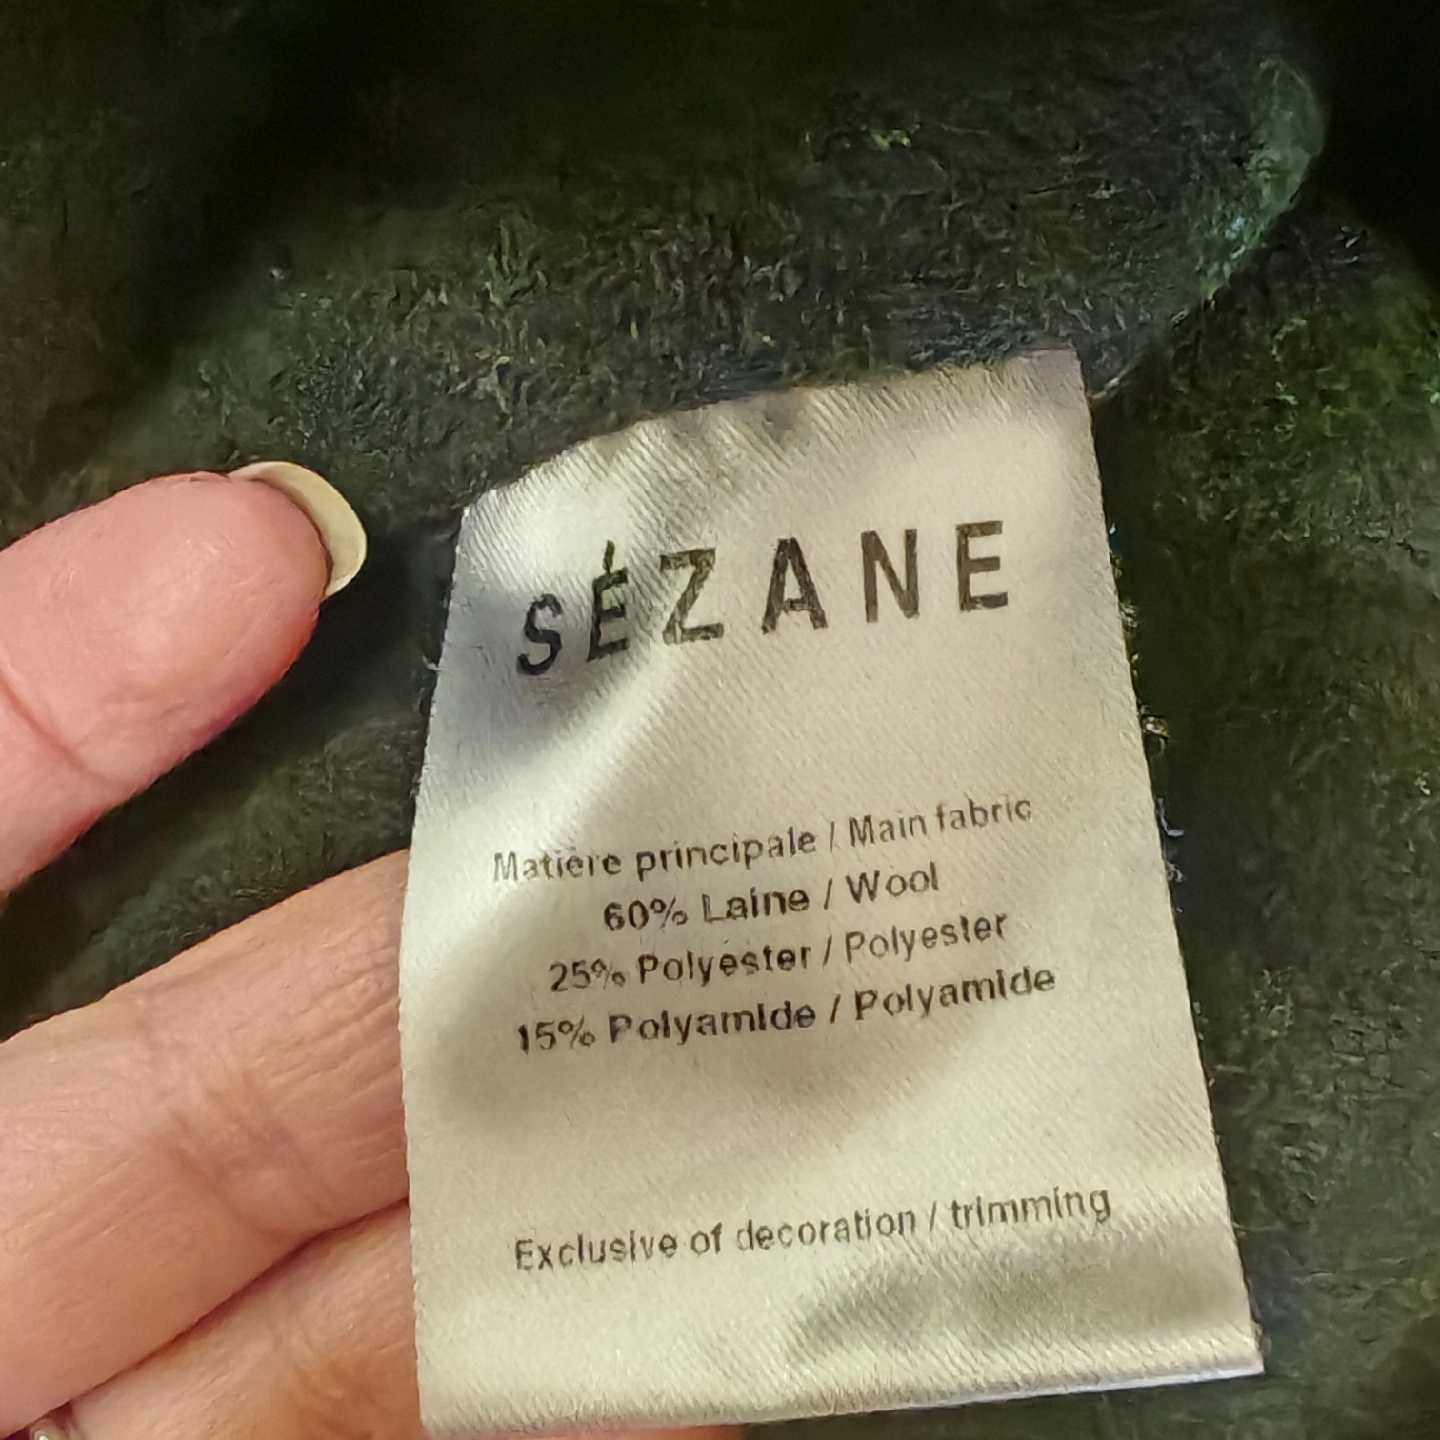 SÉZANE
Matière principale / Main fabric
60% Laine / Wool
25% Polyester / Polyester
15% Polyamide / Polyamide
Exclusive of decoration / trimming